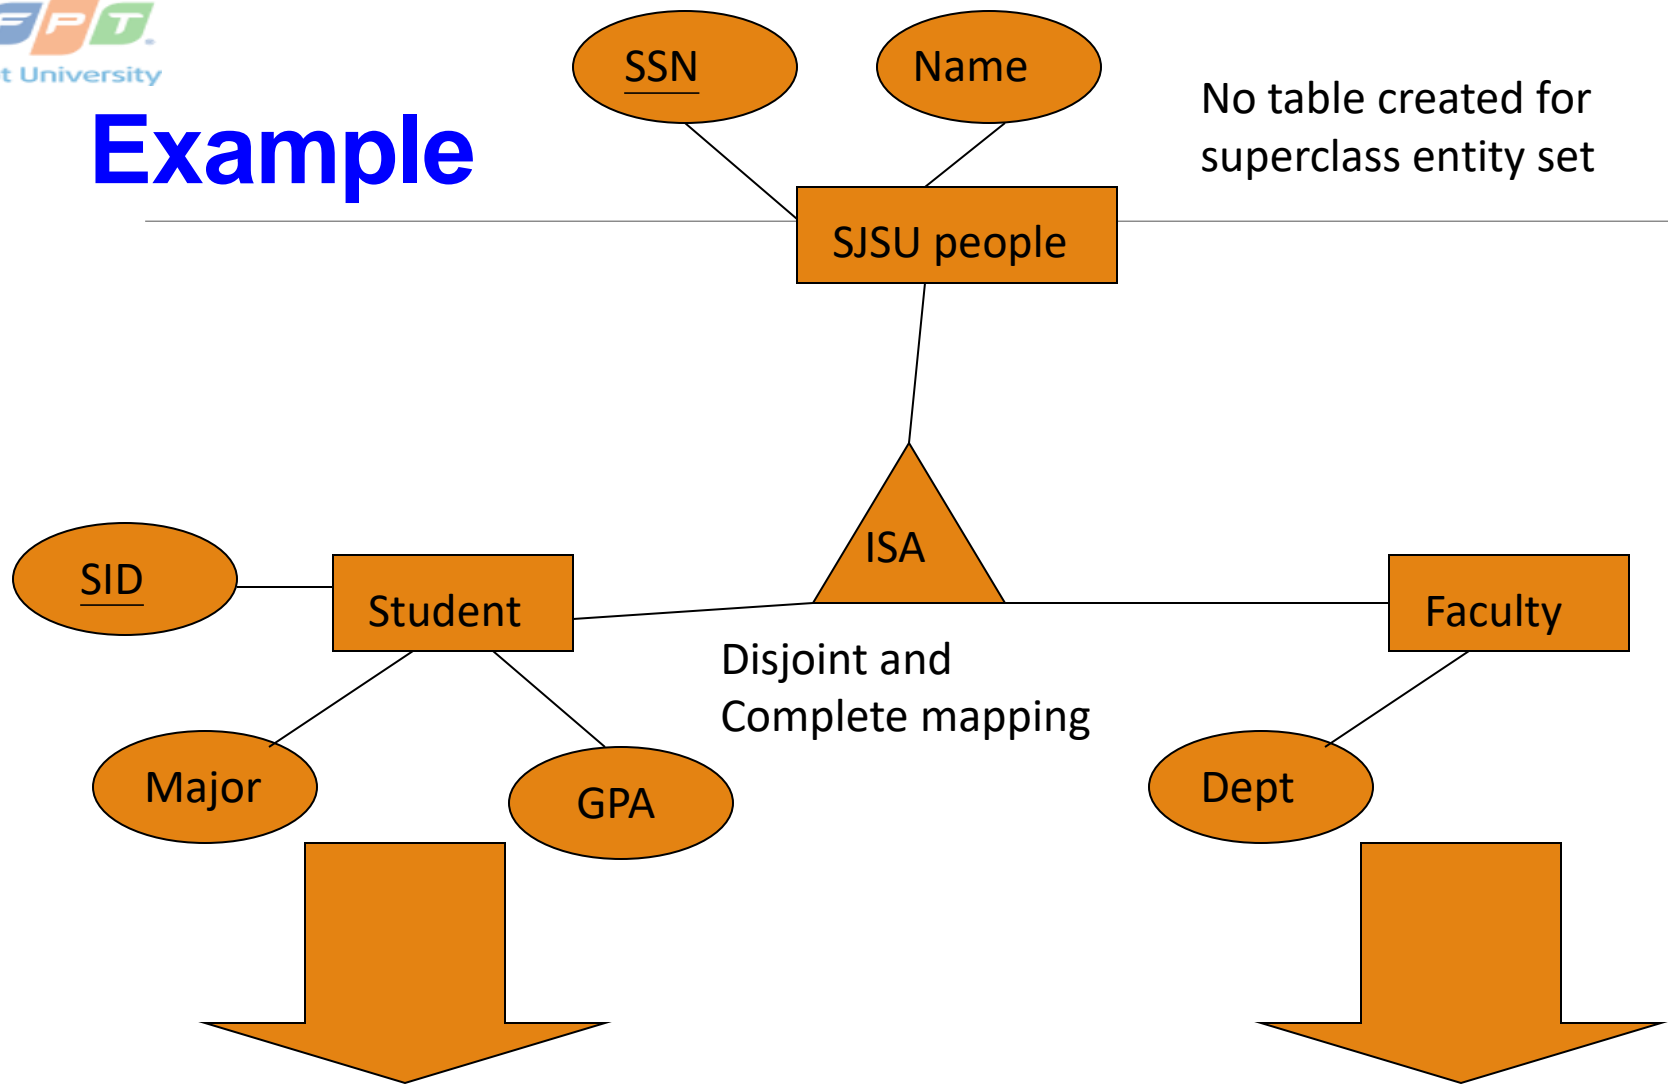 FPT.
t University
Example
SSN
Name
No table created for
superclass entity set
SJSU people
ISA
SID
Student
Faculty
Disjoint and
Complete mapping
Major
GPA
Dept